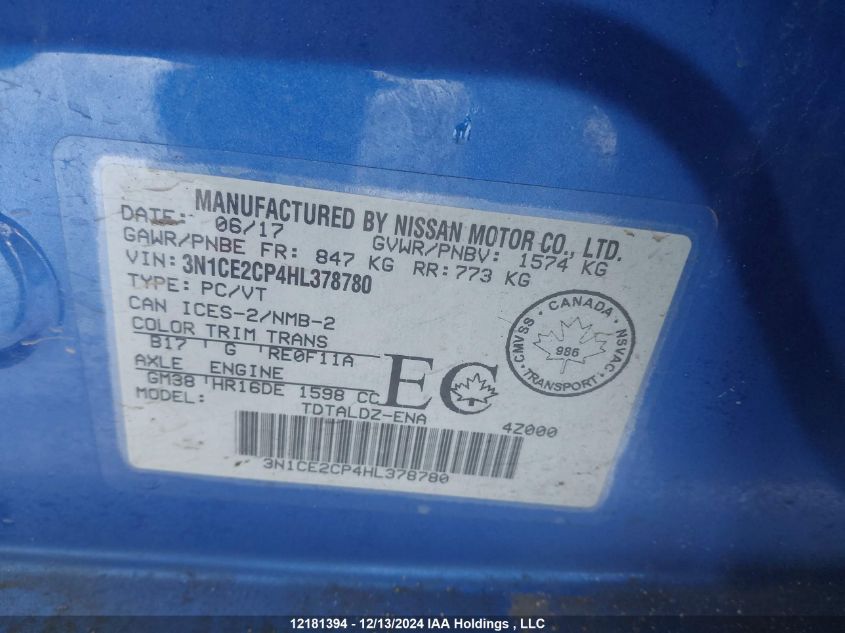 MANUFACTURED BY NISSAN MOTOR CO., LTD.
DATE: 06/17 GVWR/PNBV: 1574 KG
GAWR/PNBE FR: 847 KG RR: 773 KG
VIN: 3N1CE2CP4HL378780
TYPE: PC/VT
CAN ICES-2/NMB-2
COLOR TRIM TRANS
B17 G RE0F11A
AXLE ENGINE
GM38 HR16DE 1598 CC
MODEL: TDTALDZ-ENA
4Z000
3N1CE2CP4HL378780
EC
CANADA
CMVSS
NSVAC
986
TRANSPORT
12181394 - 12/13/2024 IAA Holdings , LLC